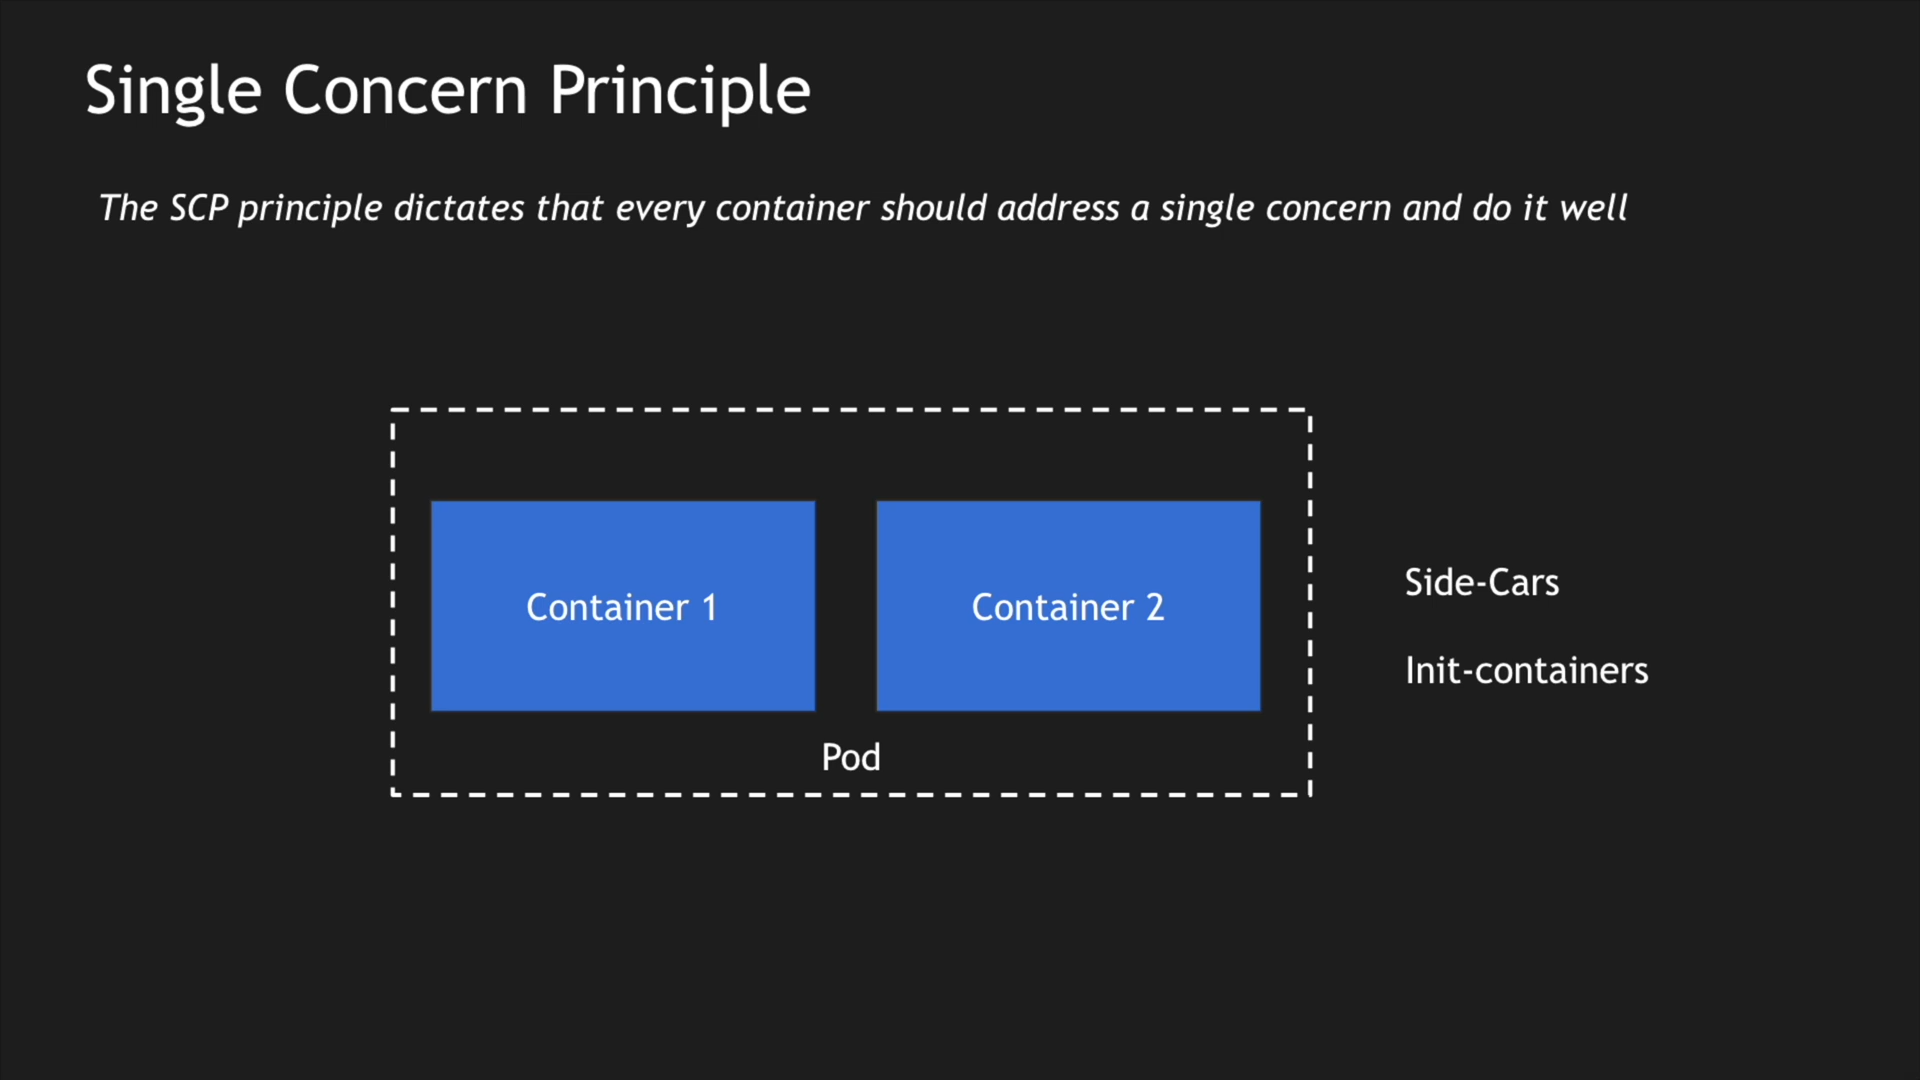 Single Concern Principle
The SCP principle dictates that every container should address a single concern and do it well
Container 1
Container 2
Pod
Side-Cars
Init-containers